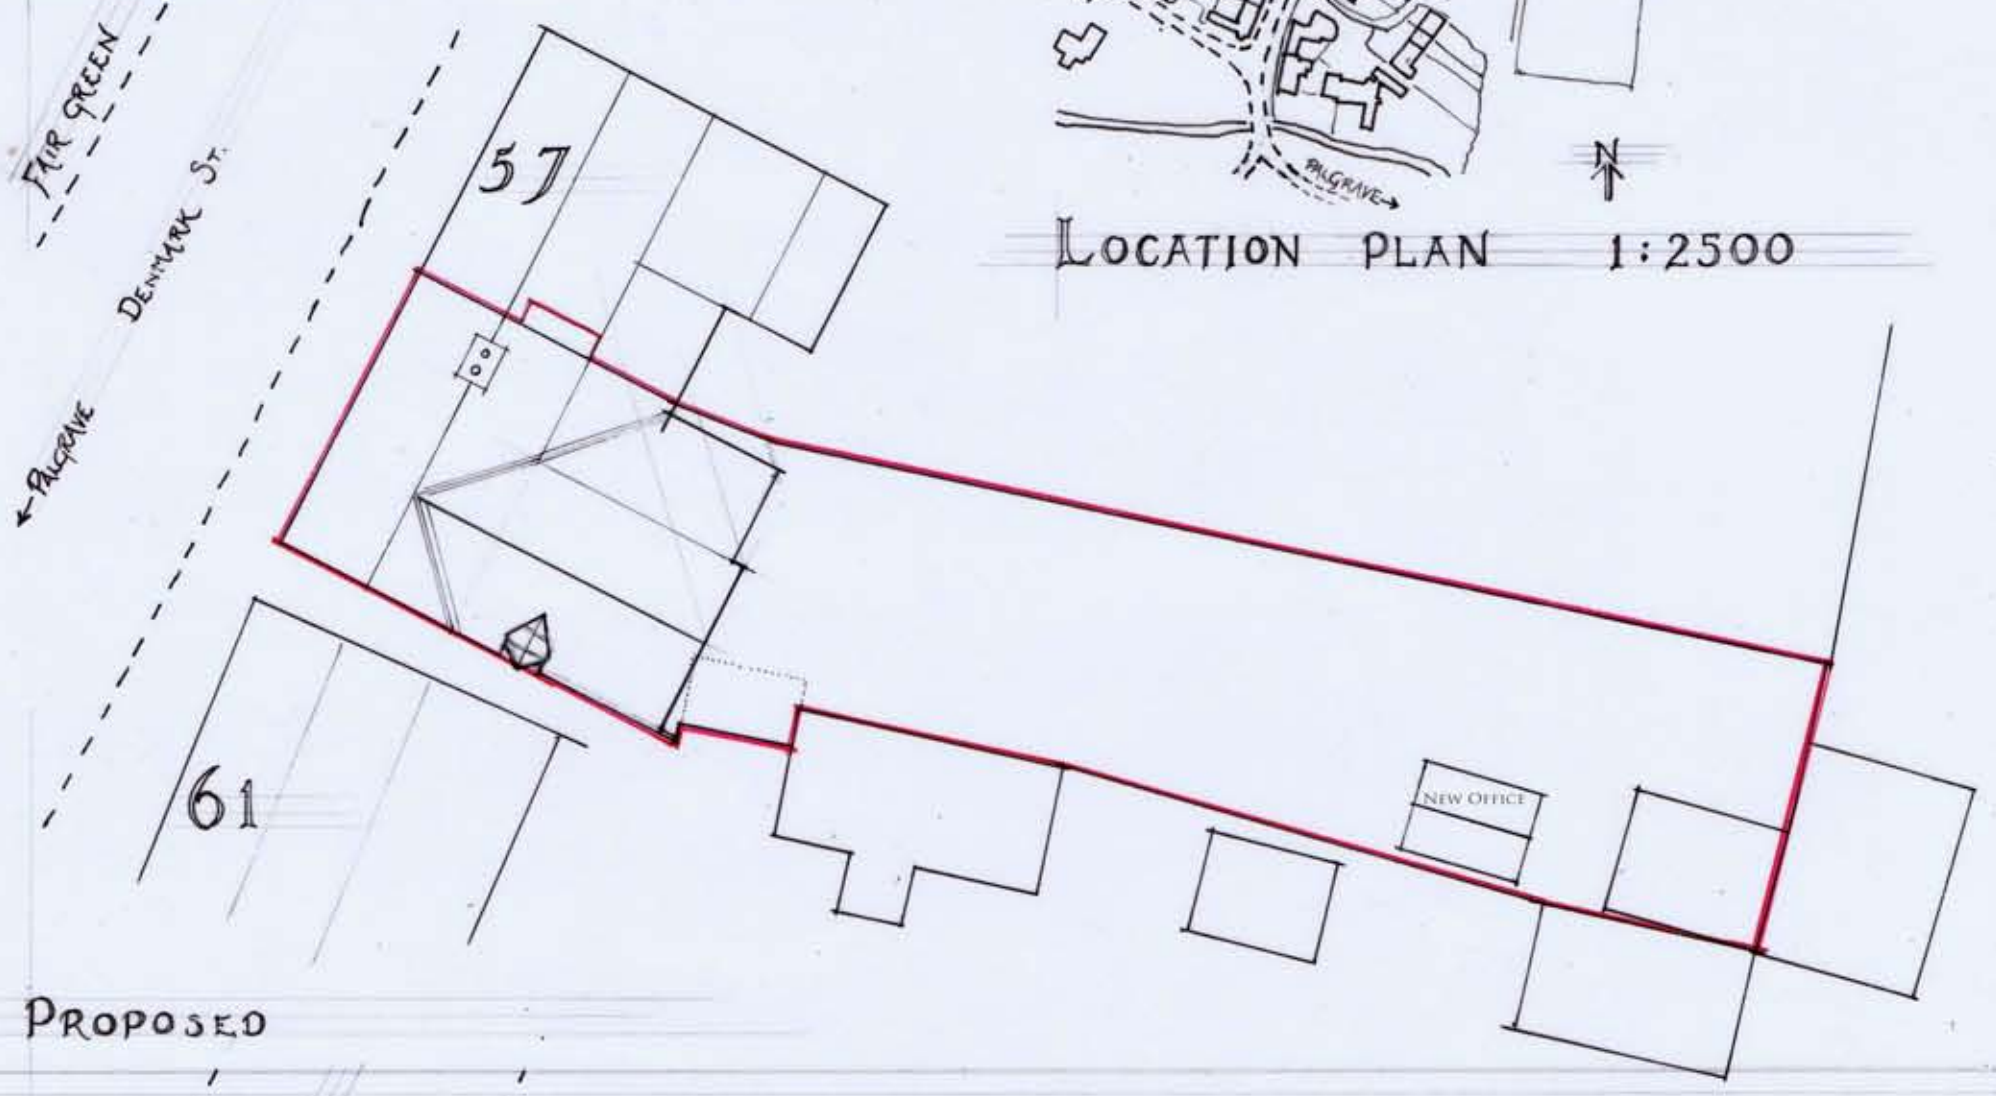 FAIR GREEN
DENMARK ST.
← PALGRAVE
57
61
PALGRAVE →
N
LOCATION PLAN 1:2500
NEW OFFICE
PROPOSED